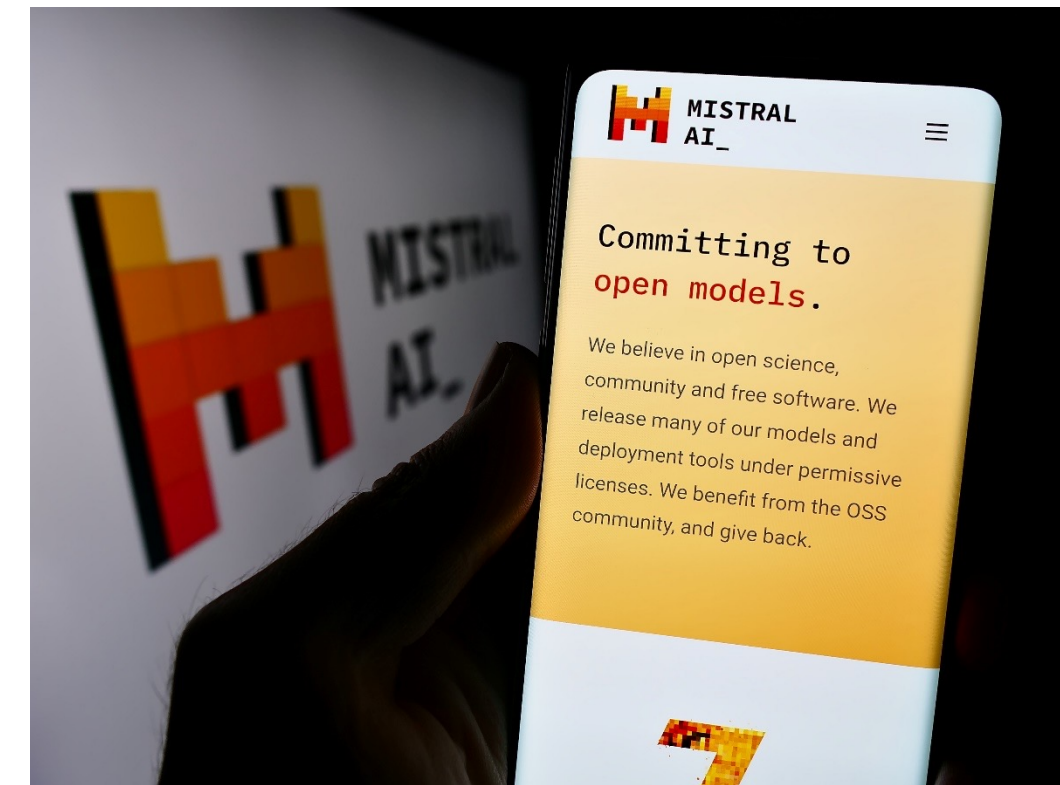 MISTRAL
AI_
MISTRAL
AI_
Committing to
open models.
We believe in open science,
community and free software. We
release many of our models and
deployment tools under permissive
licenses. We benefit from the OSS
community, and give back.
7